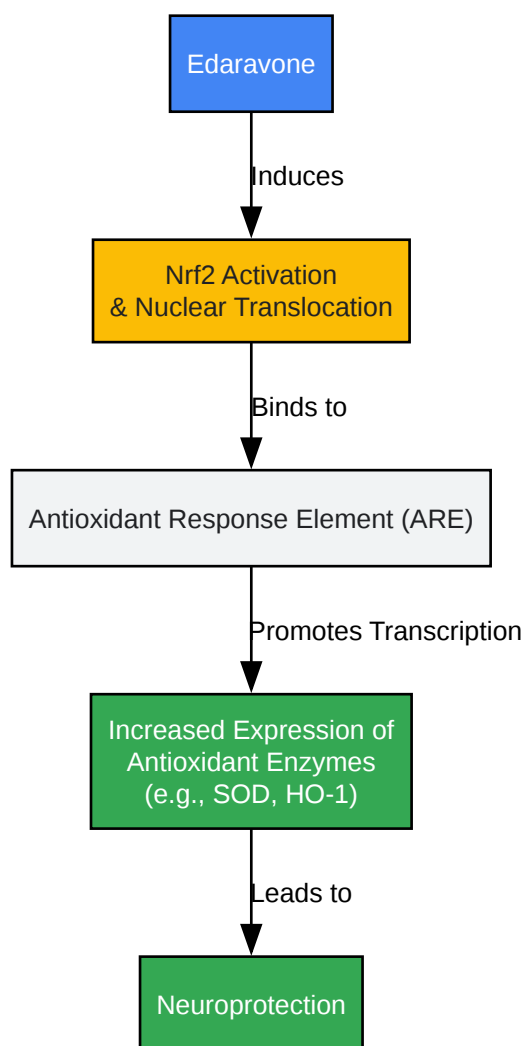 Edaravone
Induces
Nrf2 Activation
& Nuclear Translocation
Binds to
Antioxidant Response Element (ARE)
Promotes Transcription
Increased Expression of
Antioxidant Enzymes
(e.g., SOD, HO-1)
Leads to
Neuroprotection